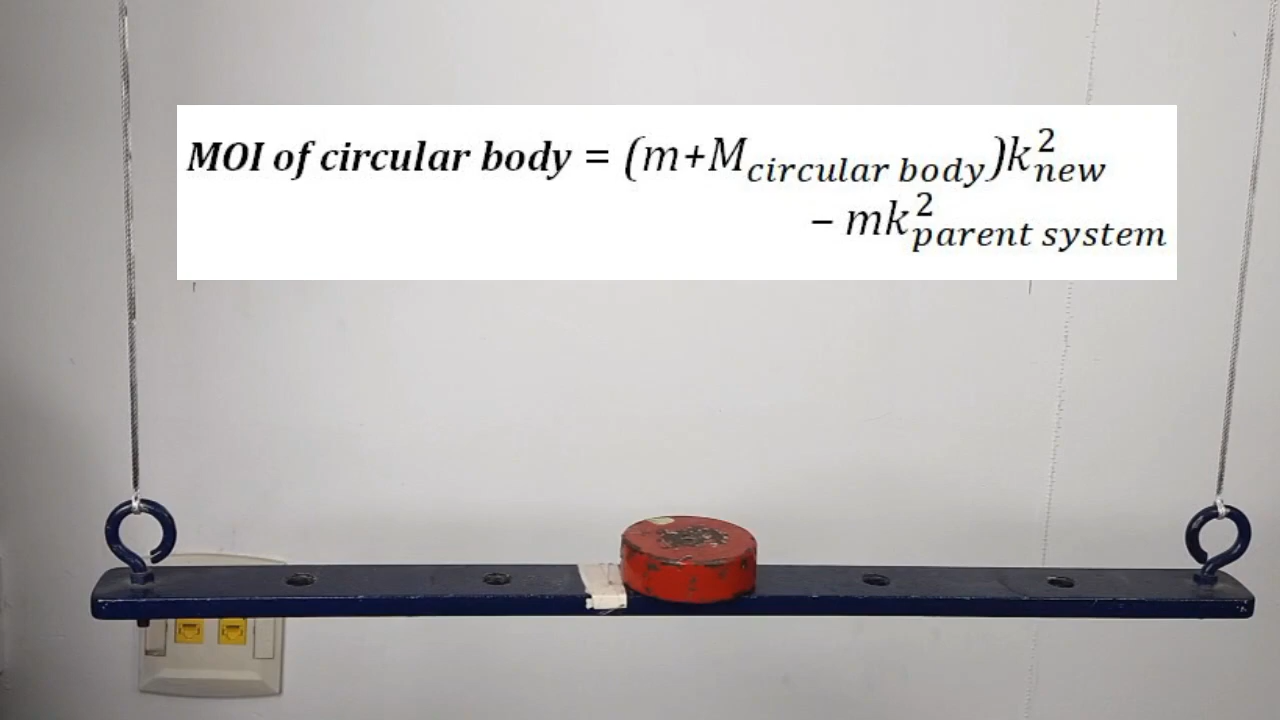 MOI of circular body = (m+M_circular body)k²_new
− mk²_parent system